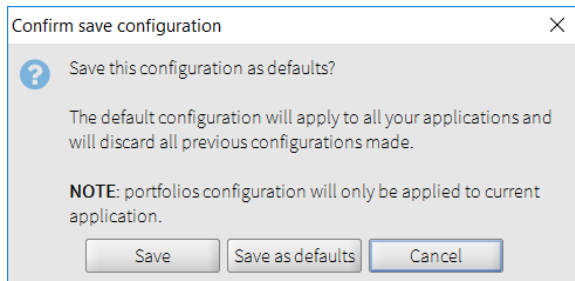 Confirm save configuration
Save this configuration as defaults?
The default configuration will apply to all your applications and
will discard all previous configurations made.
NOTE: portfolios configuration will only be applied to current
application.
Save
Save as defaults
Cancel